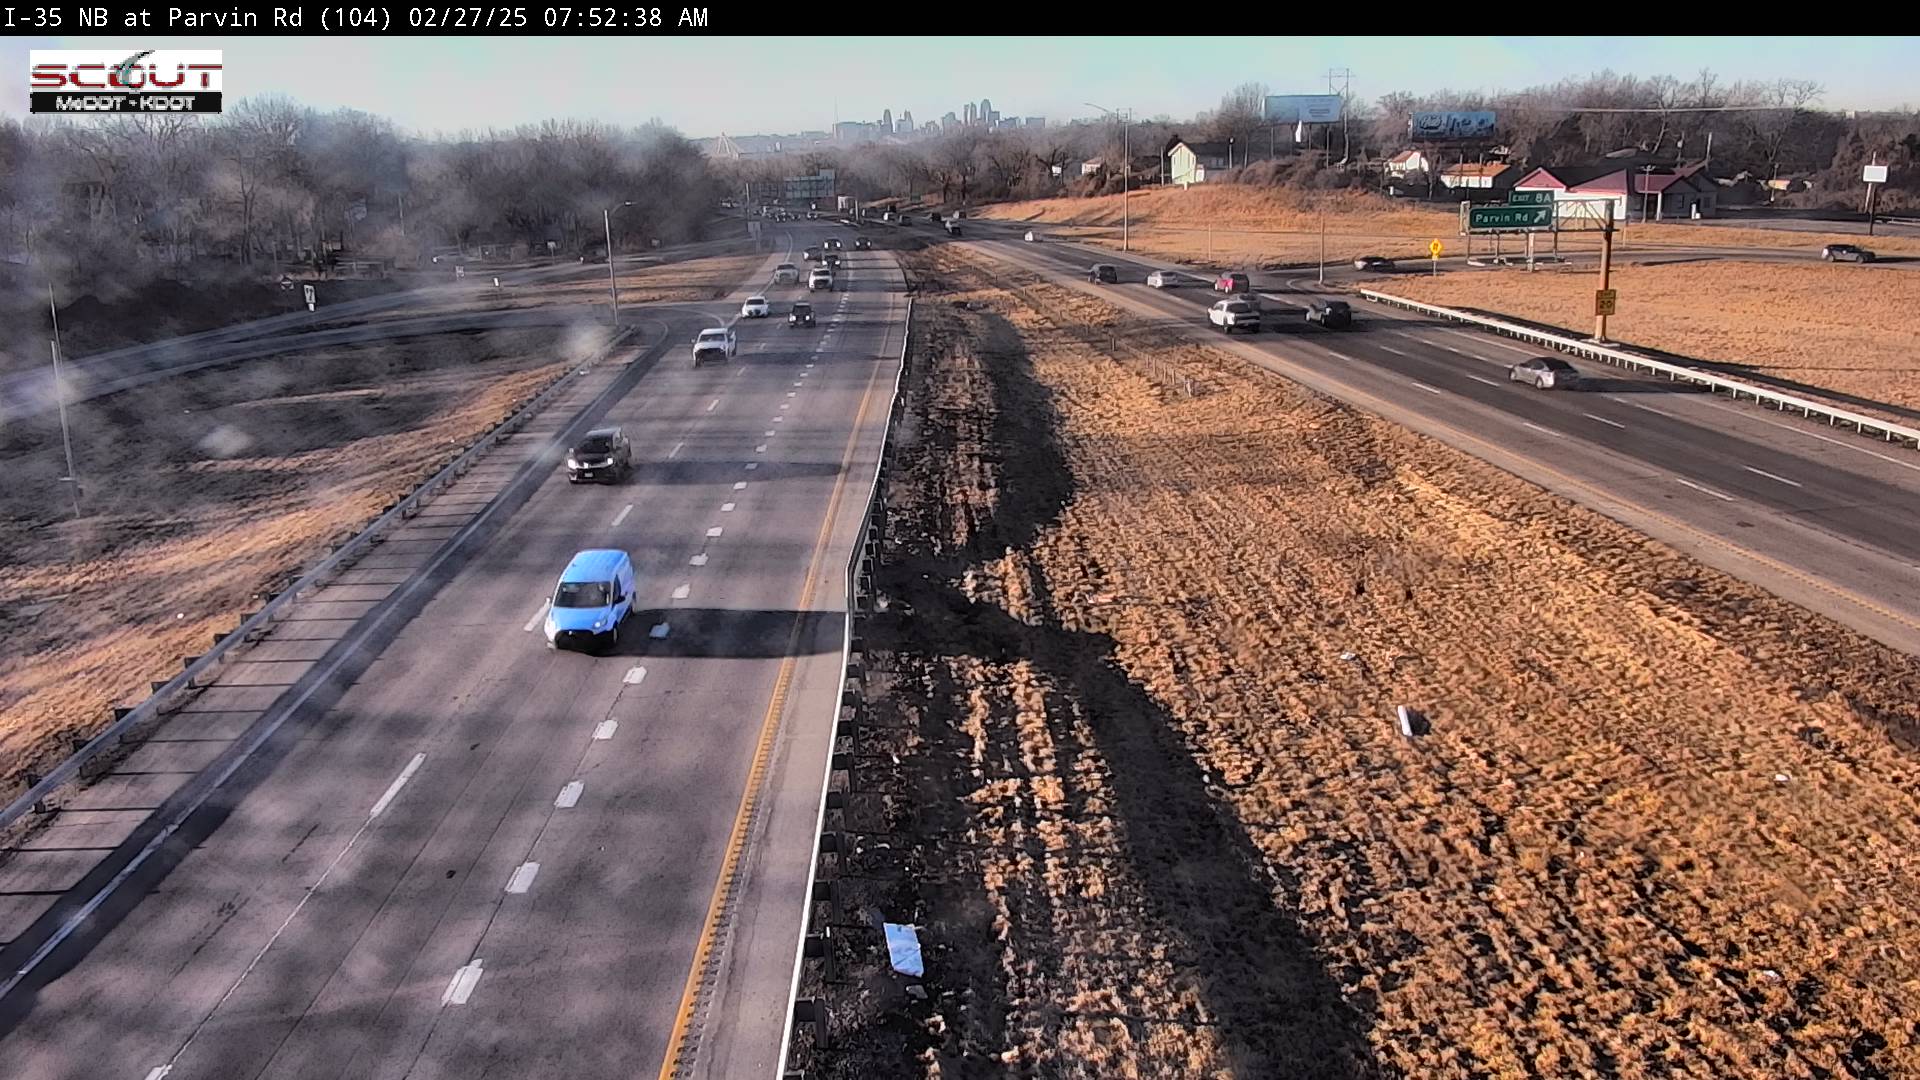 I-35 NB at Parvin Rd (104) 02/27/25 07:52:38 AM
SCOUT
MoDOT - KDOT
EXIT 8A
Parvin Rd